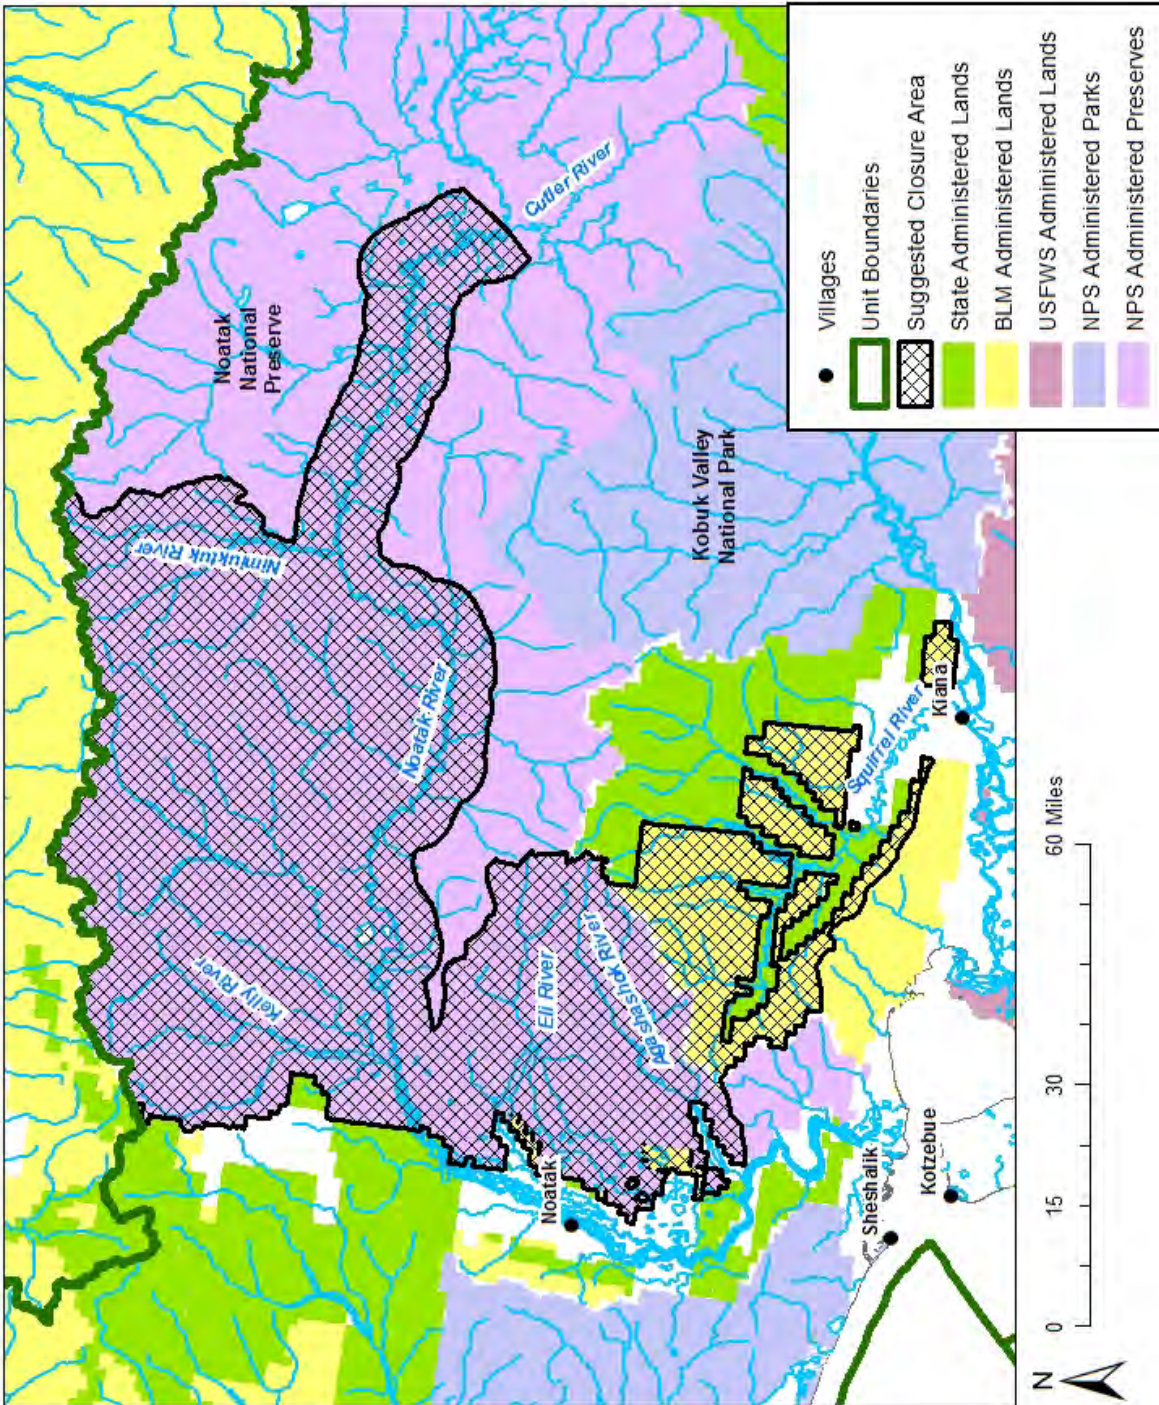 Nimiuktuk River
Noatak
National
Preserve
Kelly River
Noatak River
Cutler River
Eli River
Noatak
Agashashok River
Kobuk Valley
National Park
Squirrel River
Sheshalik
Kotzebue
Kiana
Villages
Unit Boundaries
Suggested Closure Area
State Administered Lands
BLM Administered Lands
USFWS Administered Lands
NPS Administered Parks
NPS Administered Preserves
N
0 15 30 60 Miles